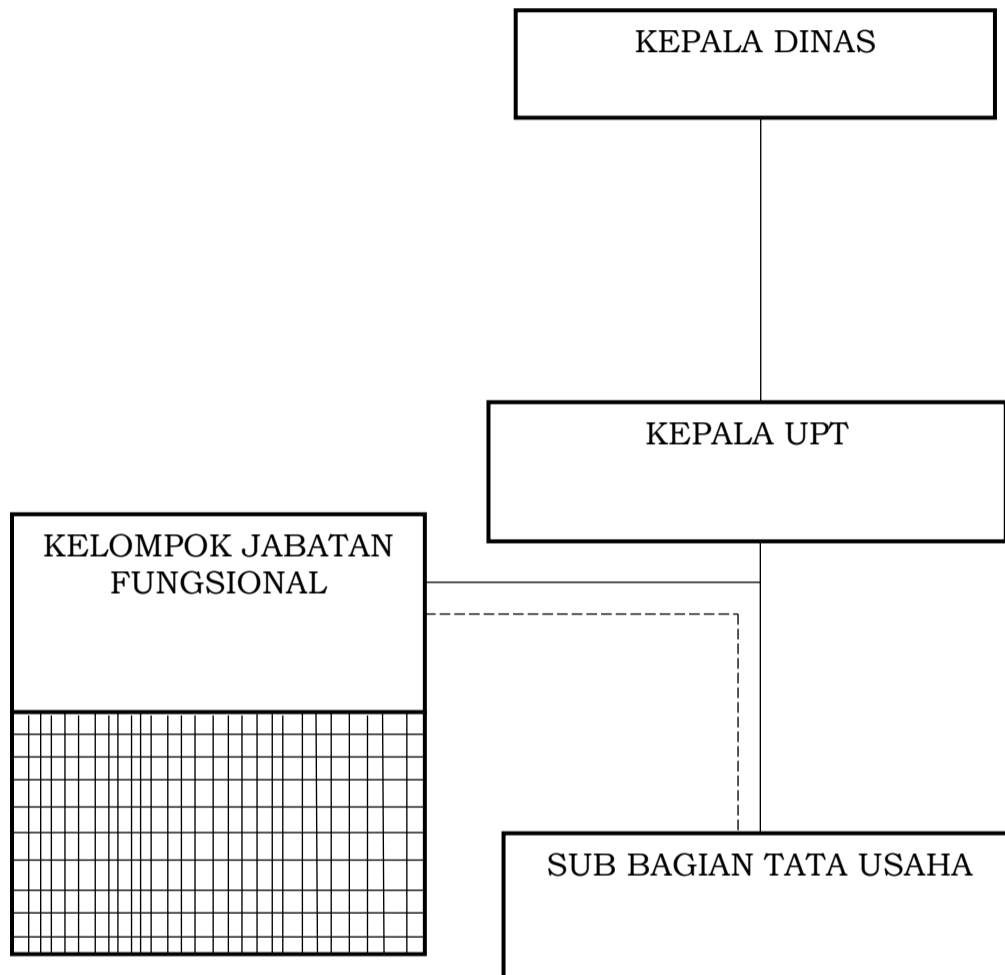 KEPALA DINAS
KEPALA UPT
KELOMPOK JABATAN
FUNGSIONAL
SUB BAGIAN TATA USAHA